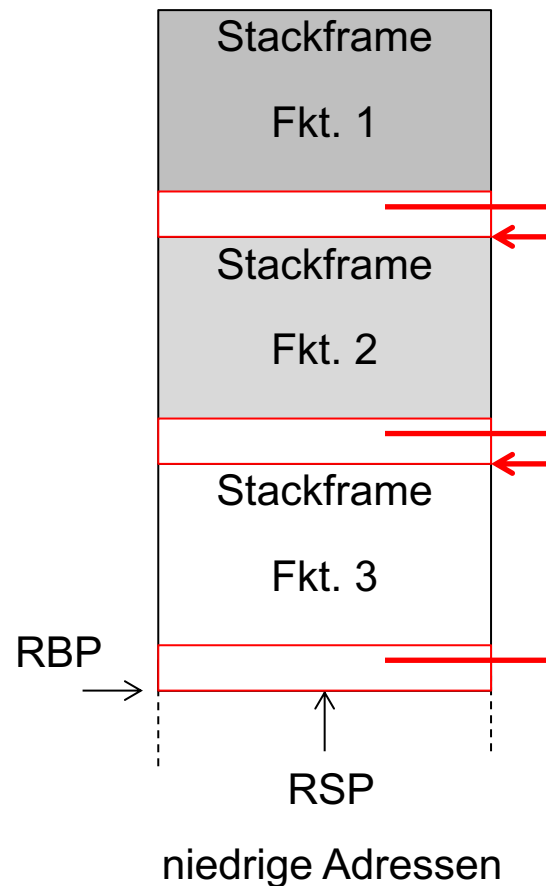 Stackframe
Fkt. 1
Stackframe
Fkt. 2
Stackframe
Fkt. 3
RBP
RSP
niedrige Adressen